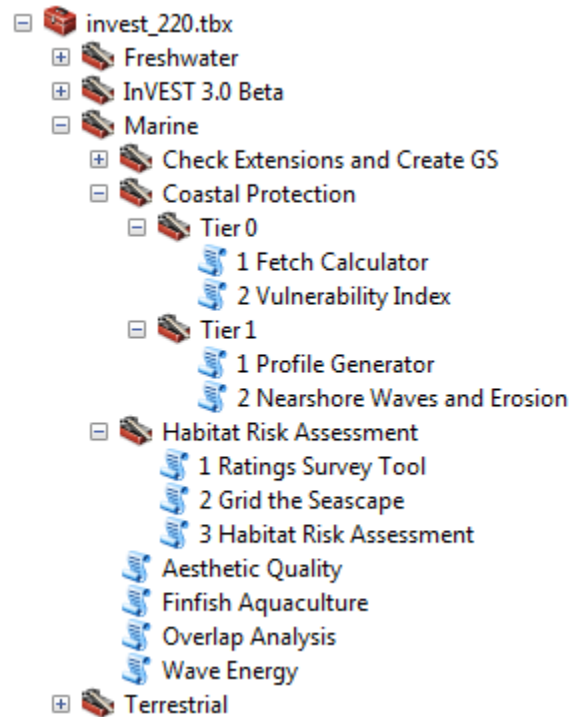 invest_220.tbx
Freshwater
InVEST 3.0 Beta
Marine
Check Extensions and Create GS
Coastal Protection
Tier 0
1 Fetch Calculator
2 Vulnerability Index
Tier 1
1 Profile Generator
2 Nearshore Waves and Erosion
Habitat Risk Assessment
1 Ratings Survey Tool
2 Grid the Seascape
3 Habitat Risk Assessment
Aesthetic Quality
Finfish Aquaculture
Overlap Analysis
Wave Energy
Terrestrial